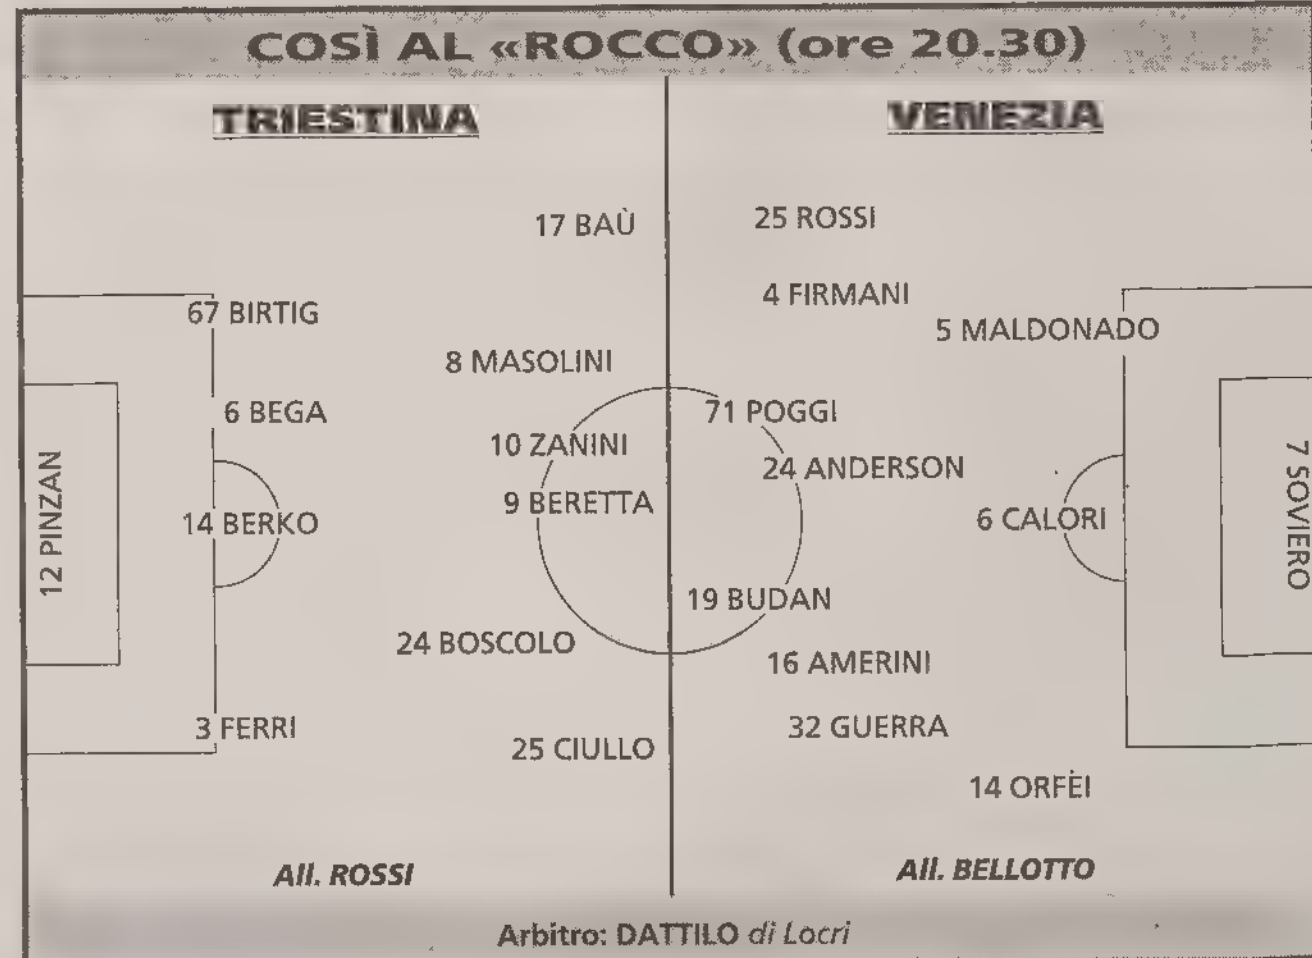 COSÌ AL «ROCCO» (ore 20.30)
TRIESTINA
VENEZIA
17 BAÙ
25 ROSSI
67 BIRTIG
4 FIRMANI
5 MALDONADO
8 MASOLINI
6 BEGA
71 POGGI
10 ZANINI
24 ANDERSON
9 BERETTA
12 PINZAN
14 BERKO
6 CALORI
7 SOVIERO
19 BUDAN
24 BOSCOLO
16 AMERINI
3 FERRI
25 CIULLO
32 GUERRA
14 ORFÈI
All. ROSSI
All. BELLOTTO
Arbitro: DATTILO di Locri